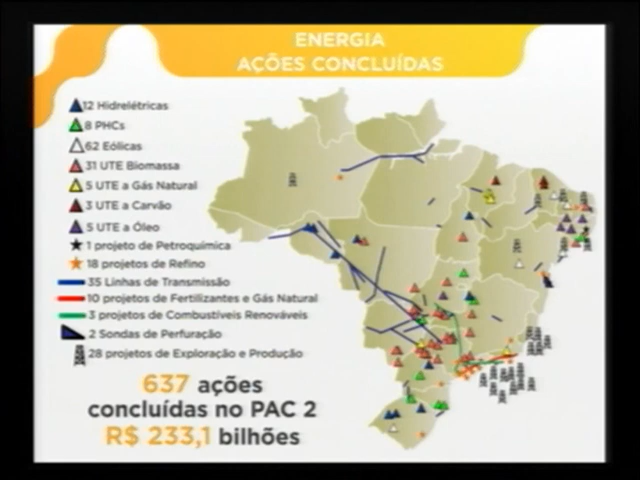 ENERGIA
AÇÕES CONCLUÍDAS
12 Hidrelétricas
8 PHCs
62 Eólicas
31 UTE Biomassa
5 UTE a Gás Natural
3 UTE a Carvão
5 UTE a Óleo
1 projeto de Petroquímica
18 projetos de Refino
35 Linhas de Transmissão
10 projetos de Fertilizantes e Gás Natural
3 projetos de Combustíveis Renováveis
2 Sondas de Perfuração
28 projetos de Exploração e Produção
637 ações
concluídas no PAC 2
R$ 233,1 bilhões